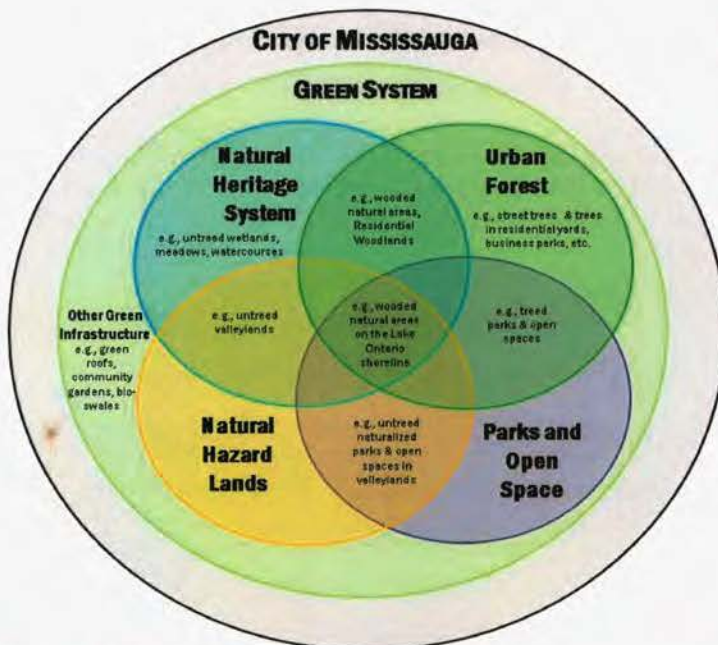 CITY OF MISSISSAUGA
GREEN SYSTEM
Natural
Heritage
System
e.g., untreed wetlands,
meadows, watercourses
e.g., wooded
natural areas,
Residential
Woodlands
Urban
Forest
e.g., street trees & trees
in residential yards,
business parks, etc.
Other Green
Infrastructure
e.g., green
roofs,
community
gardens, bio-
swales
e.g., untreed
valleylands
e.g., wooded
natural areas
on the Lake
Ontario
shoreline
e.g., treed
parks & open
spaces
Natural
Hazard
Lands
e.g., untreed
naturalized
parks & open
spaces in
valleylands
Parks and
Open
Space